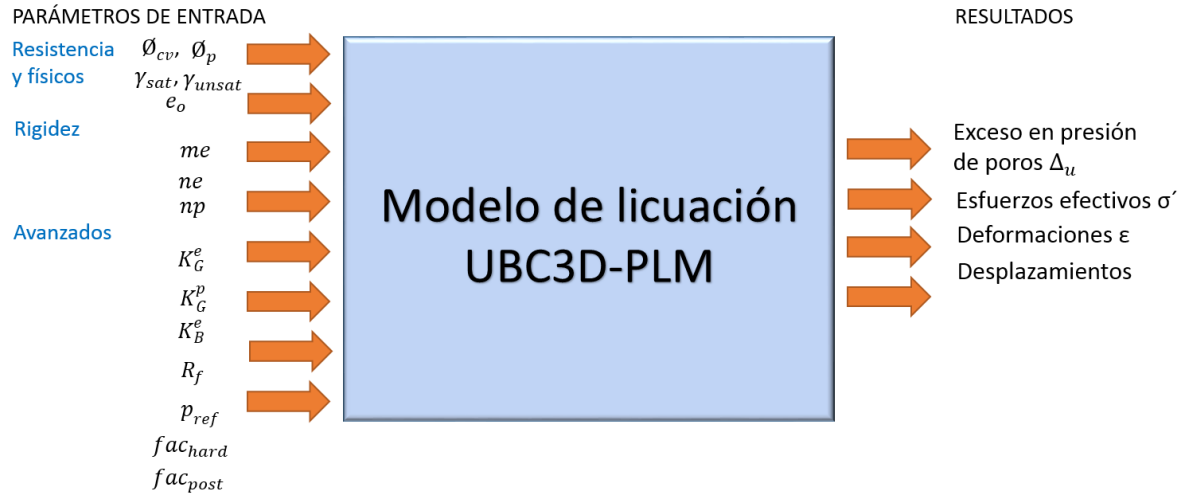 PARÁMETROS DE ENTRADA
RESULTADOS
Resistencia
y físicos
Ø_cv, Ø_p
γ_sat, γ_unsat
e_o
Rigidez
me
ne
np
Avanzados
K_G^e
K_G^p
K_B^e
R_f
p_ref
fac_hard
fac_post
Modelo de licuación
UBC3D-PLM
Exceso en presión
de poros Δ_u
Esfuerzos efectivos σ´
Deformaciones ε
Desplazamientos